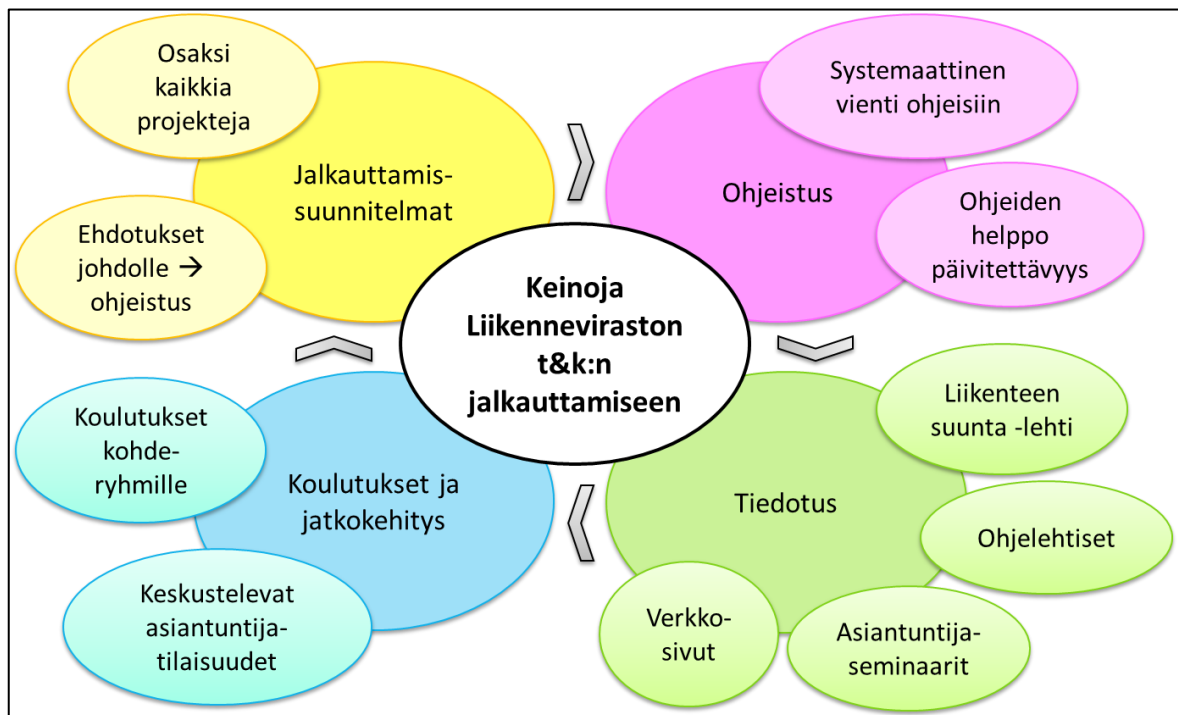 Osaksi
kaikkia
projekteja
Jalkauttamis-
suunnitelmat
Ehdotukset
johdolle →
ohjeistus
Systemaattinen
vienti ohjeisiin
Ohjeistus
Ohjeiden
helppo
päivitettävyys
Keinoja
Liikenneviraston
t&k:n
jalkauttamiseen
Koulutukset
kohde-
ryhmille
Koulutukset ja
jatkokehitys
Keskustelevat
asiantuntija-
tilaisuudet
Liikenteen
suunta -lehti
Tiedotus
Ohjelehtiset
Verkko-
sivut
Asiantuntija-
seminaarit